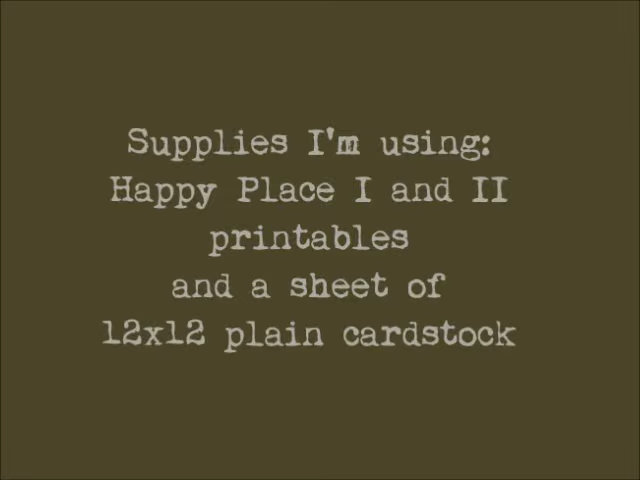 Supplies I'm using:
Happy Place I and II
printables
and a sheet of
12x12 plain cardstock